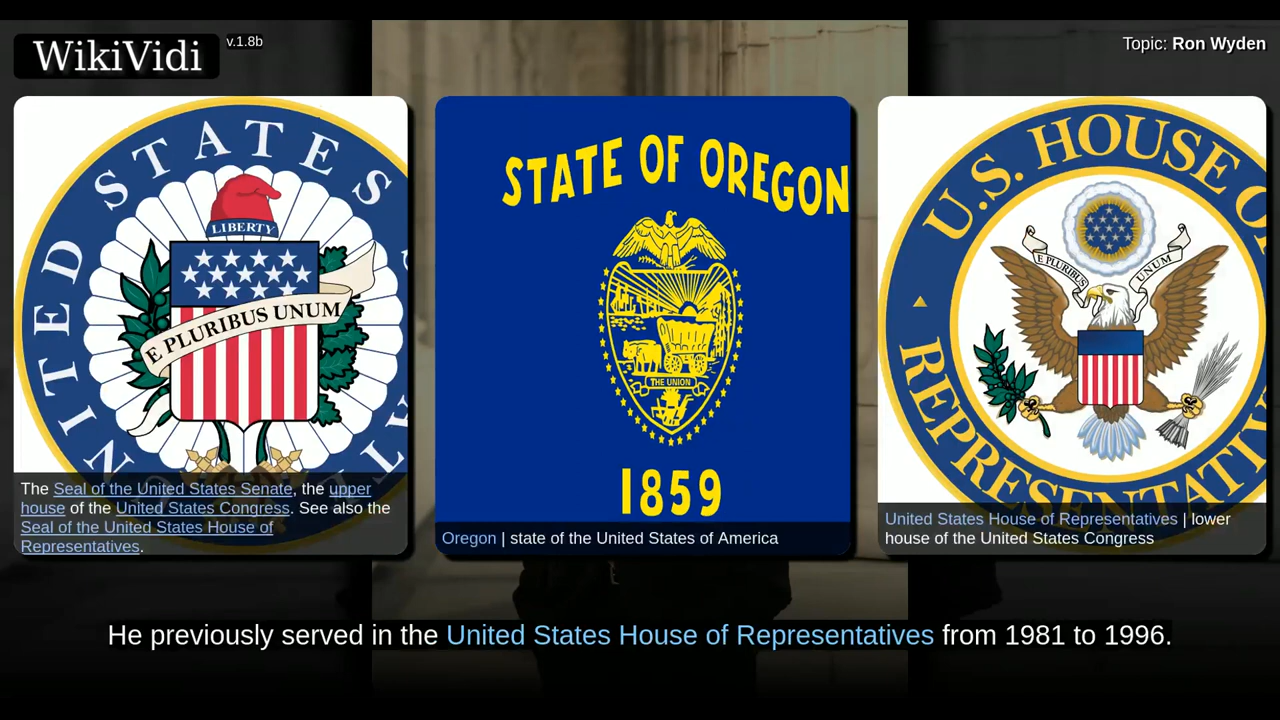 WikiVidi
v.1.8b
Topic: Ron Wyden
UNITED STATES
LIBERTY
E PLURIBUS UNUM
The Seal of the United States Senate, the upper
house of the United States Congress. See also the
Seal of the United States House of
Representatives.
STATE OF OREGON
THE UNION
1859
Oregon | state of the United States of America
U.S. HOUSE OF
E PLURIBUS UNUM
REPRESENTATIV
United States House of Representatives | lower
house of the United States Congress
He previously served in the United States House of Representatives from 1981 to 1996.